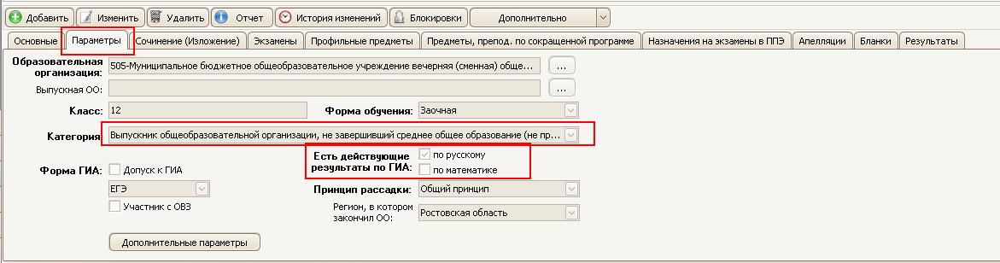 Добавить Изменить Удалить Отчет История изменений Блокировки Дополнительно
Основные Параметры Сочинение (Изложение) Экзамены Профильные предметы Предметы, препод. по сокращенной программе Назначения на экзамены в ППЭ Апелляции Бланки Результаты
Образовательная организация: 505-Муниципальное бюджетное общеобразовательное учреждение вечерняя (сменная) обще... ...
Выпускная ОО: ...
Класс: 12 Форма обучения: Заочная
Категория Выпускник общеобразовательной организации, не завершивший среднее общее образование (не пр...
Есть действующие результаты по ГИА: по русскому
по математике
Форма ГИА: Допуск к ГИА
ЕГЭ Принцип рассадки: Общий принцип
Участник с ОВЗ Регион, в котором закончил ОО: Ростовская область
Дополнительные параметры